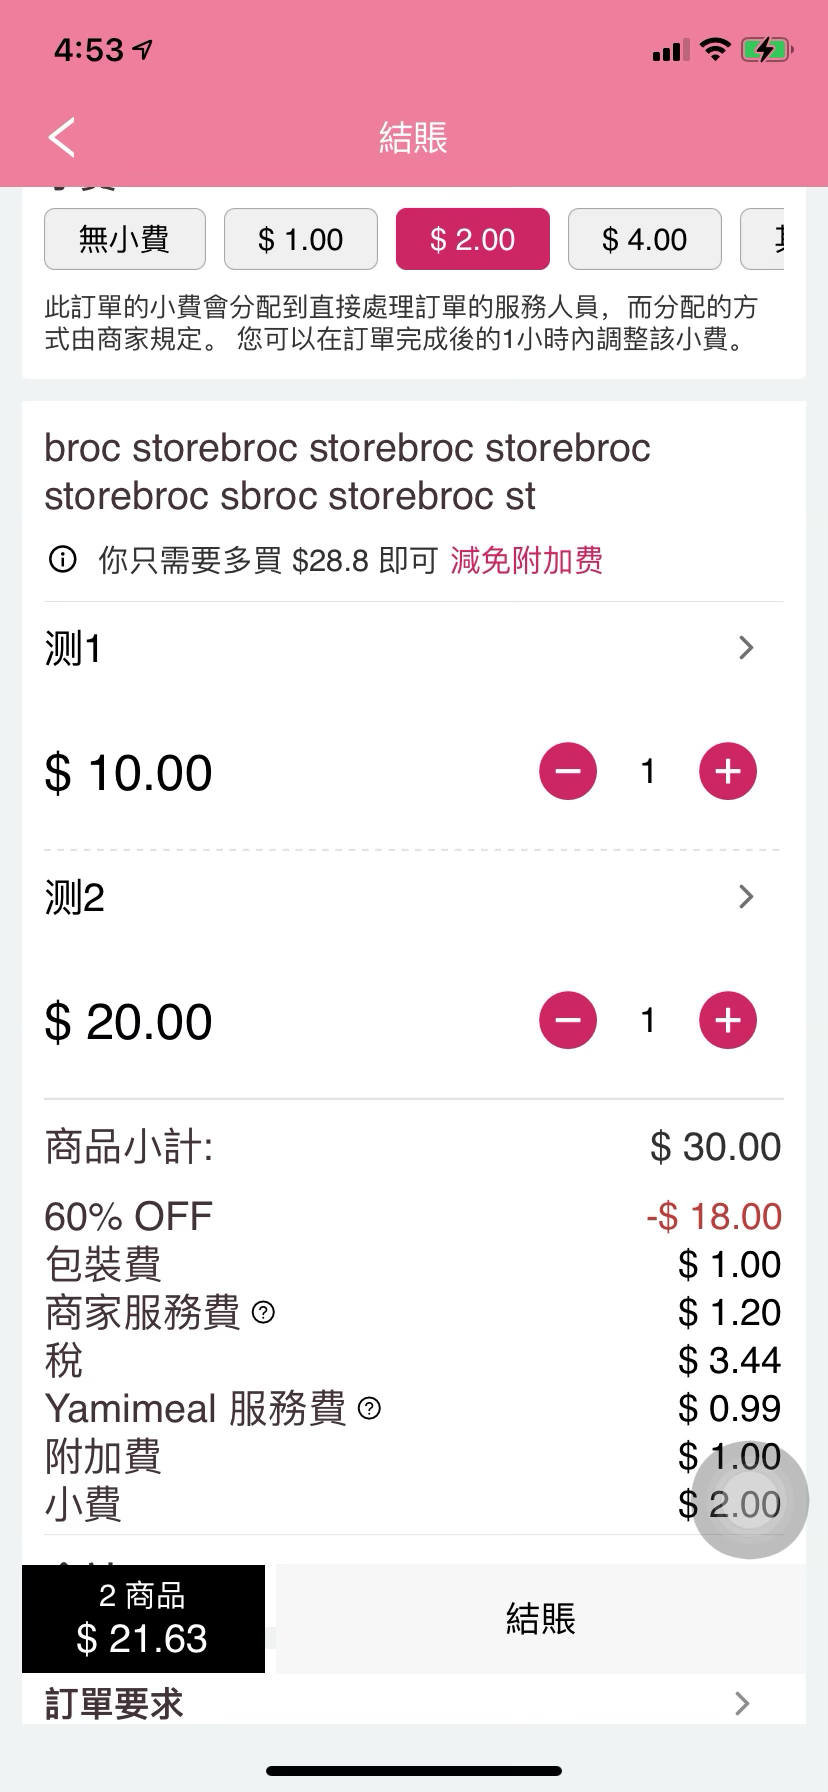 4:53
結賬
無小費
$ 1.00
$ 2.00
$ 4.00
此訂單的小費會分配到直接處理訂單的服務人員，而分配的方
式由商家規定。 您可以在訂單完成後的1小時內調整該小費。
broc storebroc storebroc storebroc
storebroc sbroc storebroc st
你只需要多買 $28.8 即可 減免附加费
测1
$ 10.00
1
测2
$ 20.00
1
商品小計: $ 30.00
60% OFF -$ 18.00
包裝費 $ 1.00
商家服務費 $ 1.20
稅 $ 3.44
Yamimeal 服務費 $ 0.99
附加費 $ 1.00
小費 $ 2.00
2 商品
$ 21.63
結賬
訂單要求